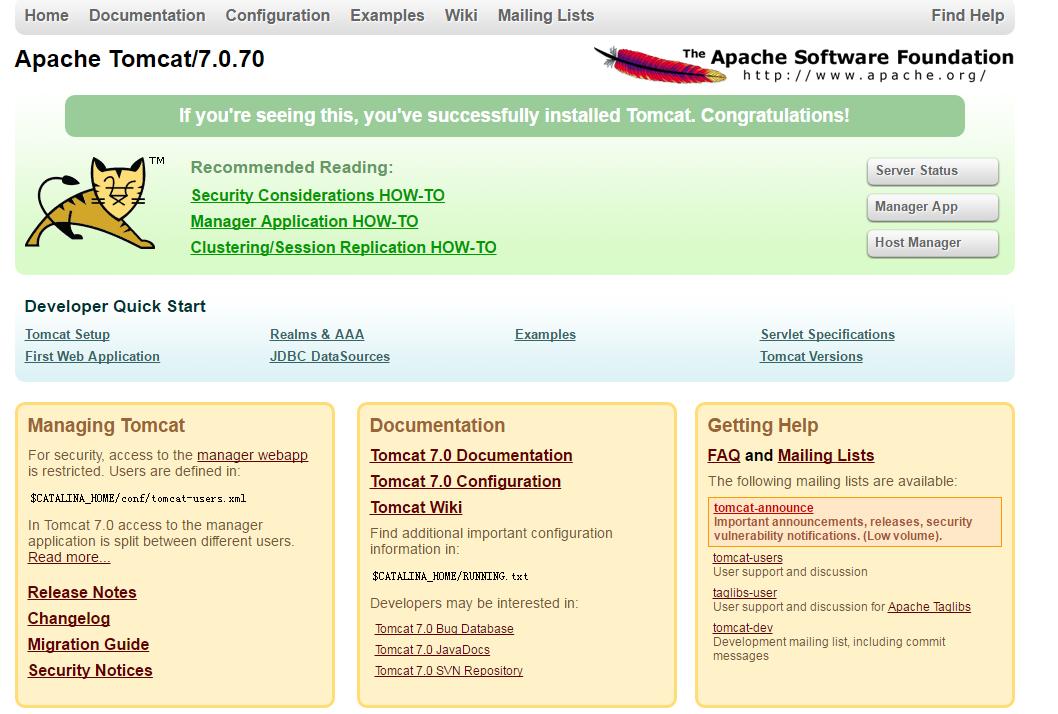 Home Documentation Configuration Examples Wiki Mailing Lists Find Help
Apache Tomcat/7.0.70
The Apache Software Foundation
http://www.apache.org/
If you're seeing this, you've successfully installed Tomcat. Congratulations!
TM
Recommended Reading:
Security Considerations HOW-TO
Manager Application HOW-TO
Clustering/Session Replication HOW-TO
Server Status
Manager App
Host Manager
Developer Quick Start
Tomcat Setup
First Web Application
Realms & AAA
JDBC DataSources
Examples
Servlet Specifications
Tomcat Versions
Managing Tomcat
For security, access to the manager webapp
is restricted. Users are defined in:
$CATALINA_HOME/conf/tomcat-users.xml
In Tomcat 7.0 access to the manager
application is split between different users.
Read more...
Release Notes
Changelog
Migration Guide
Security Notices
Documentation
Tomcat 7.0 Documentation
Tomcat 7.0 Configuration
Tomcat Wiki
Find additional important configuration
information in:
$CATALINA_HOME/RUNNING.txt
Developers may be interested in:
Tomcat 7.0 Bug Database
Tomcat 7.0 JavaDocs
Tomcat 7.0 SVN Repository
Getting Help
FAQ and Mailing Lists
The following mailing lists are available:
tomcat-announce
Important announcements, releases, security
vulnerability notifications. (Low volume).
tomcat-users
User support and discussion
taglibs-user
User support and discussion for Apache Taglibs
tomcat-dev
Development mailing list, including commit
messages